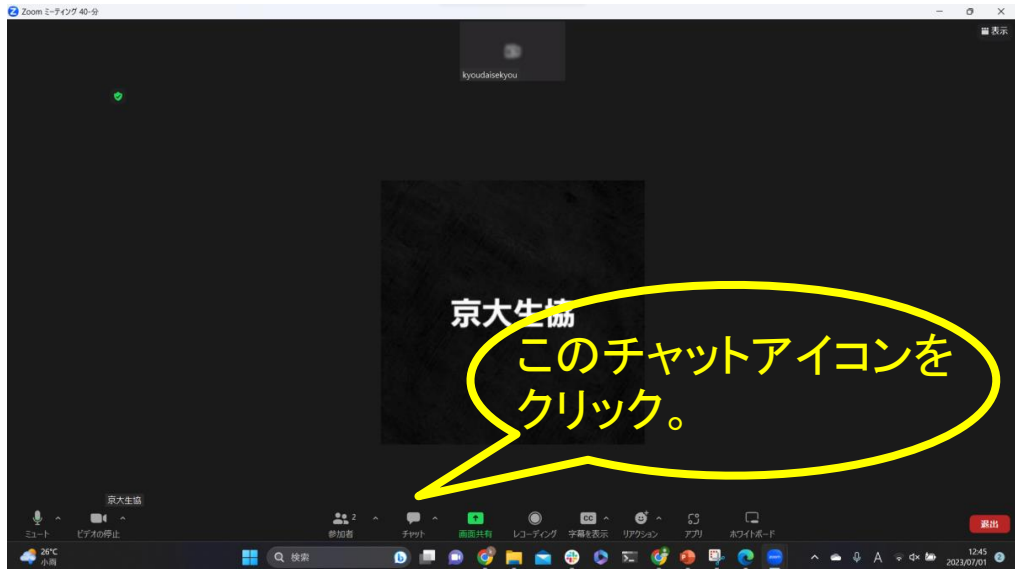 Zoom ミーティング 40-分
表示
kyoudaisekyou
京大生協
このチャットアイコンを
クリック。
京大生協
2
ミュート ビデオの停止 参加者 チャット 画面共有 レコーディング 字幕を表示 リアクション アプリ ホワイトボード 退出
26°C
小雨
検索
A
12:45
2023/07/01